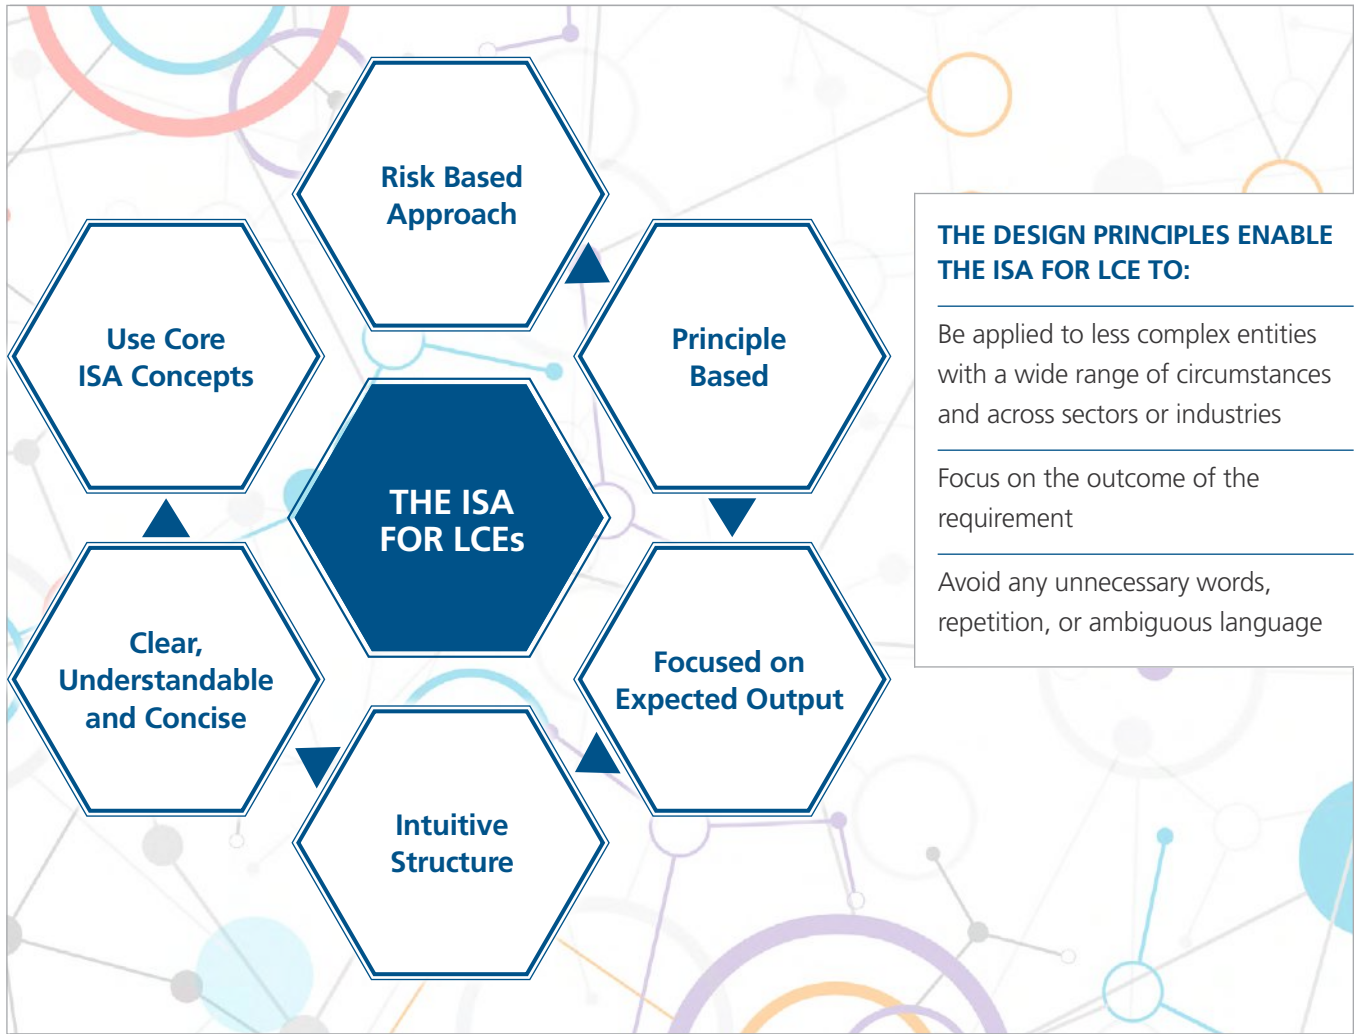 Risk Based
Approach
Use Core
ISA Concepts
Principle
Based
THE ISA
FOR LCEs
Clear,
Understandable
and Concise
Focused on
Expected Output
Intuitive
Structure
THE DESIGN PRINCIPLES ENABLE
THE ISA FOR LCE TO:
Be applied to less complex entities
with a wide range of circumstances
and across sectors or industries
Focus on the outcome of the
requirement
Avoid any unnecessary words,
repetition, or ambiguous language